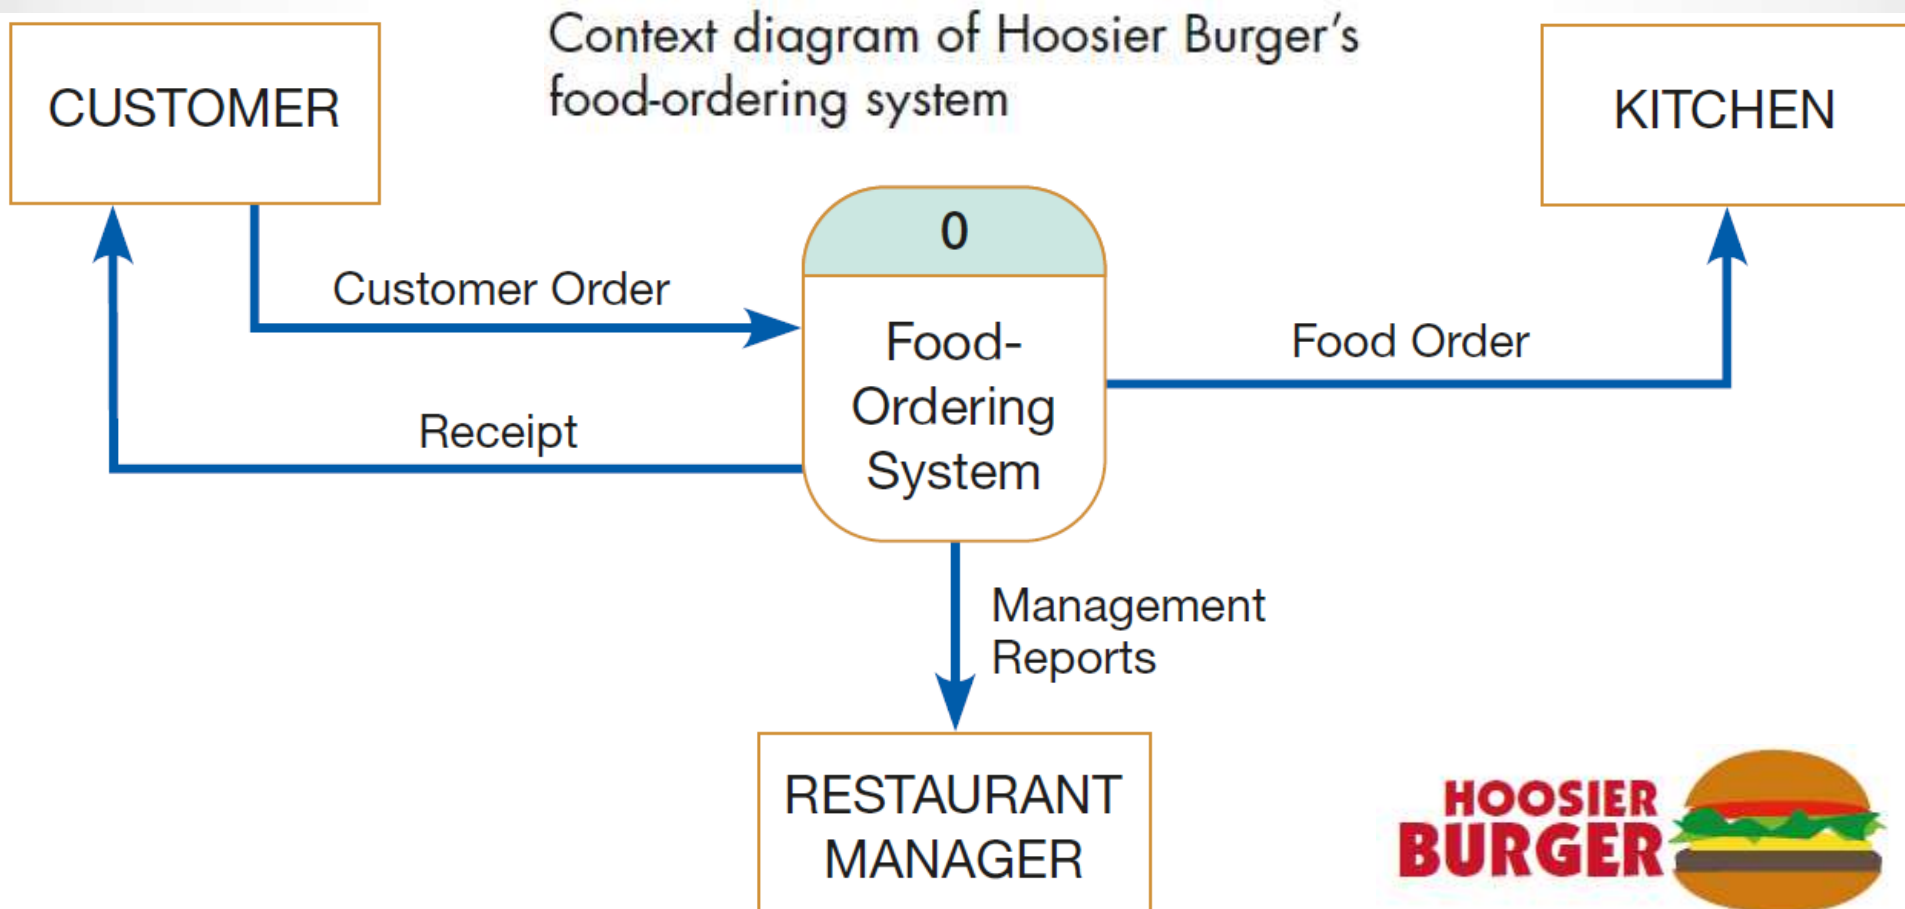 Context diagram of Hoosier Burger's
food-ordering system
CUSTOMER
KITCHEN
0
Food-
Ordering
System
Customer Order
Receipt
Food Order
Management
Reports
RESTAURANT
MANAGER
HOOSIER
BURGER